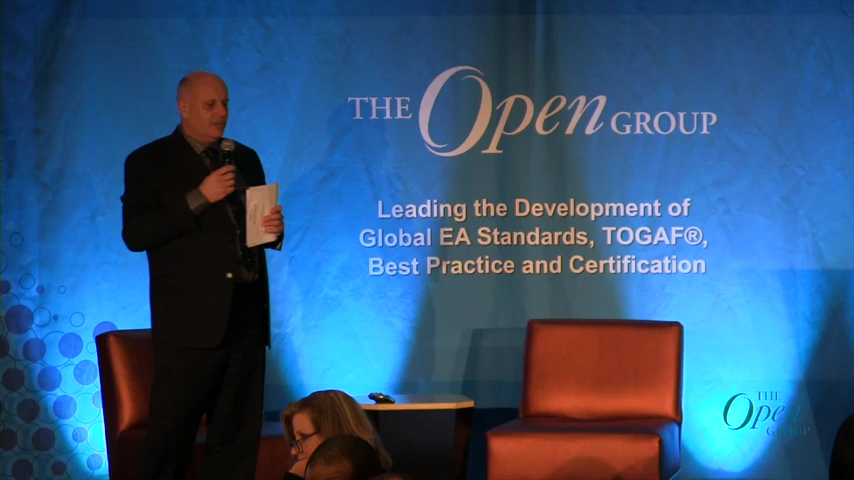 THE Open GROUP
Leading the Development of
Global EA Standards, TOGAF®,
Best Practice and Certification
THE
Open
GROUP